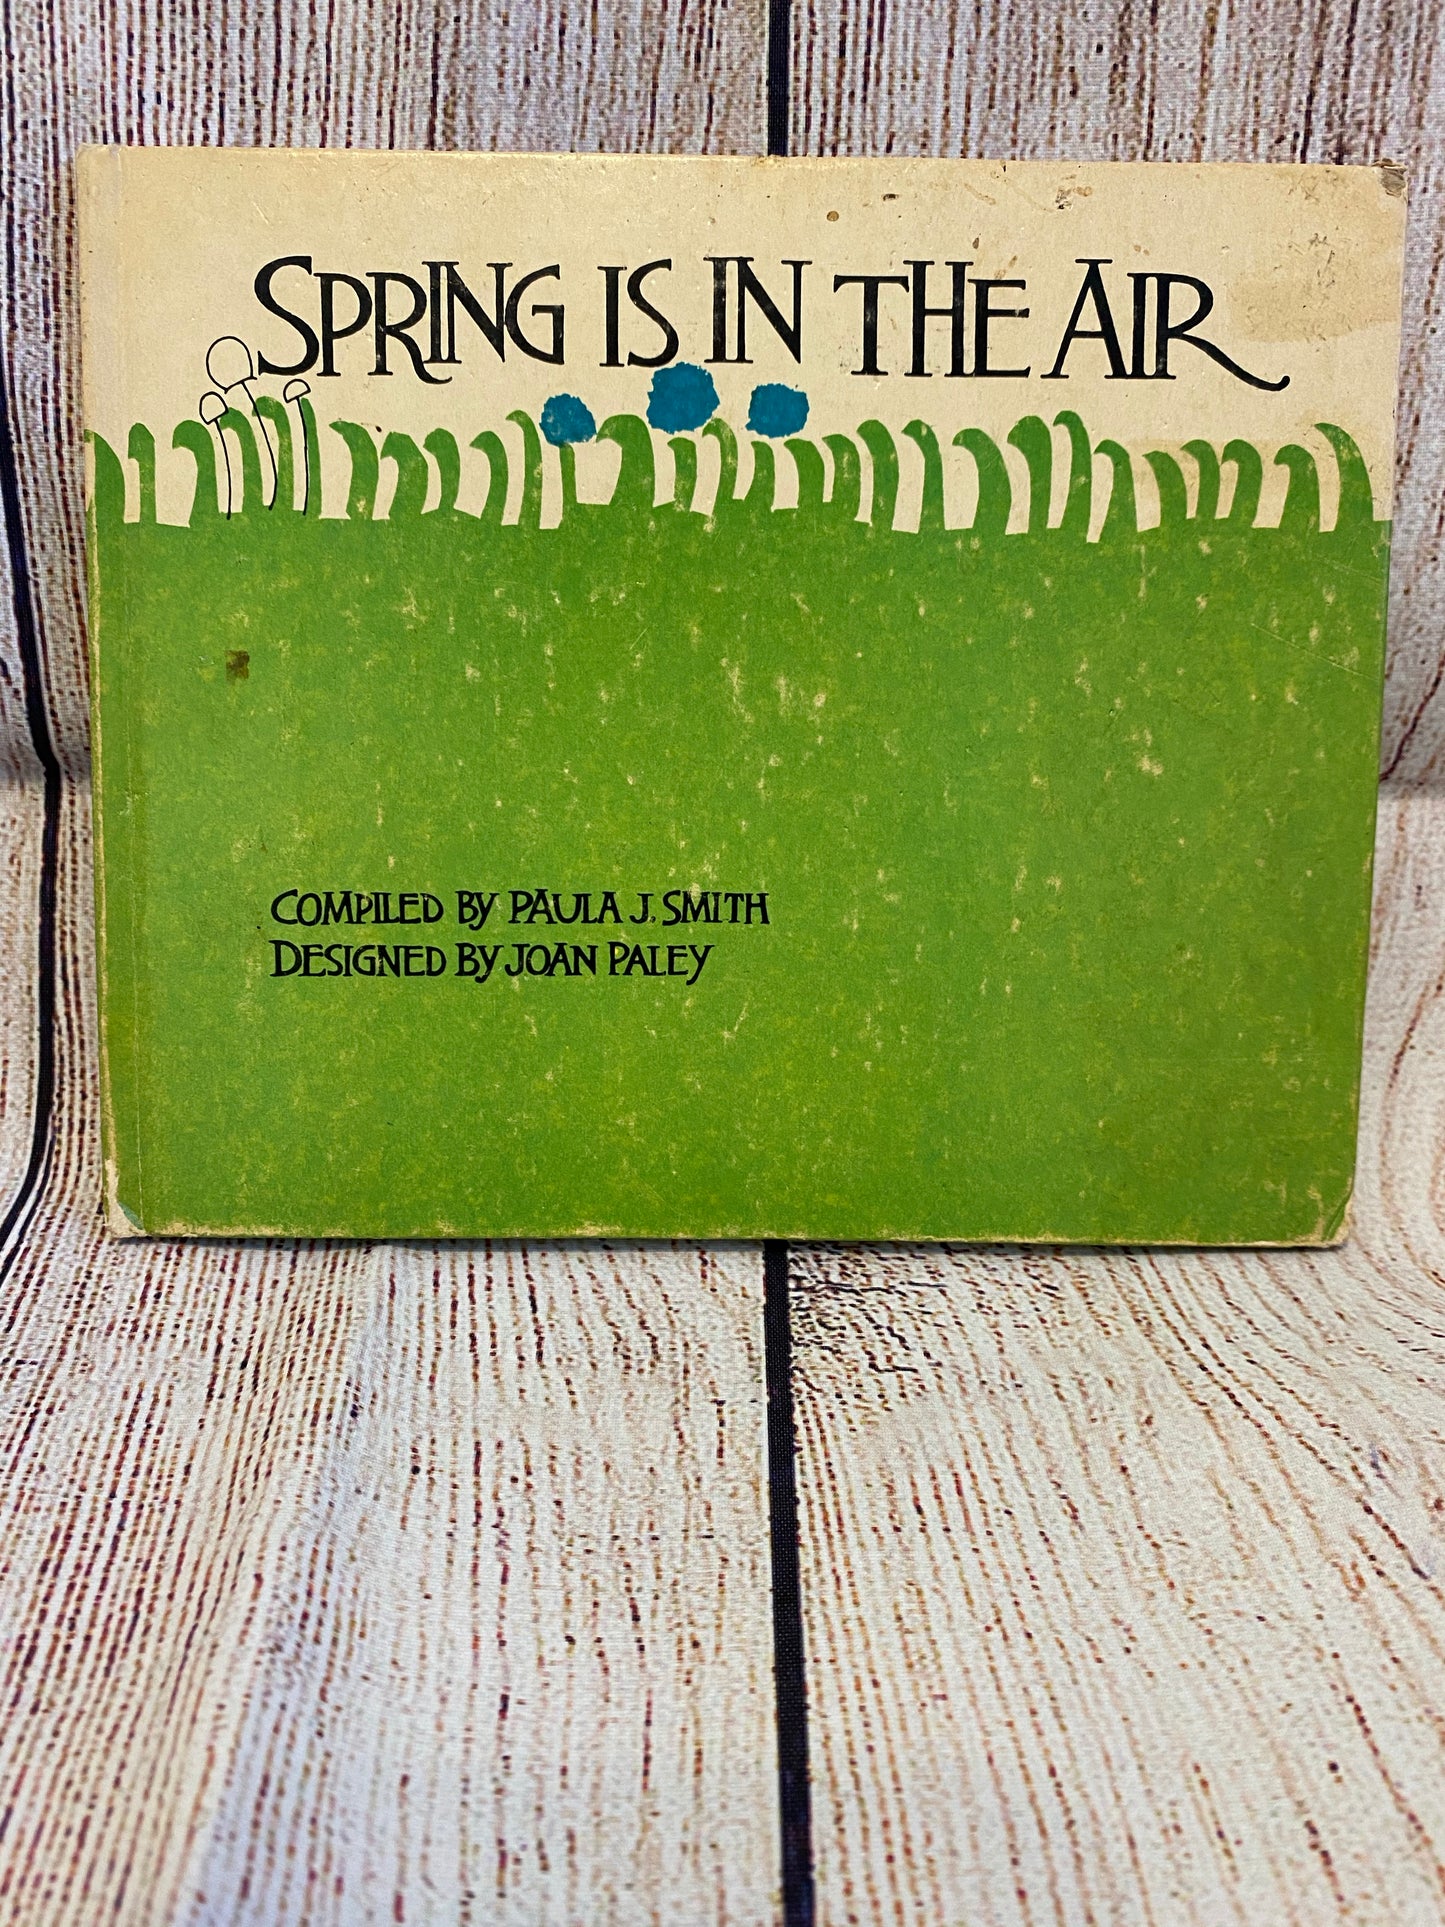 SPRING IS IN THE AIR
COMPILED BY PAULA J. SMITH
DESIGNED BY JOAN PALEY